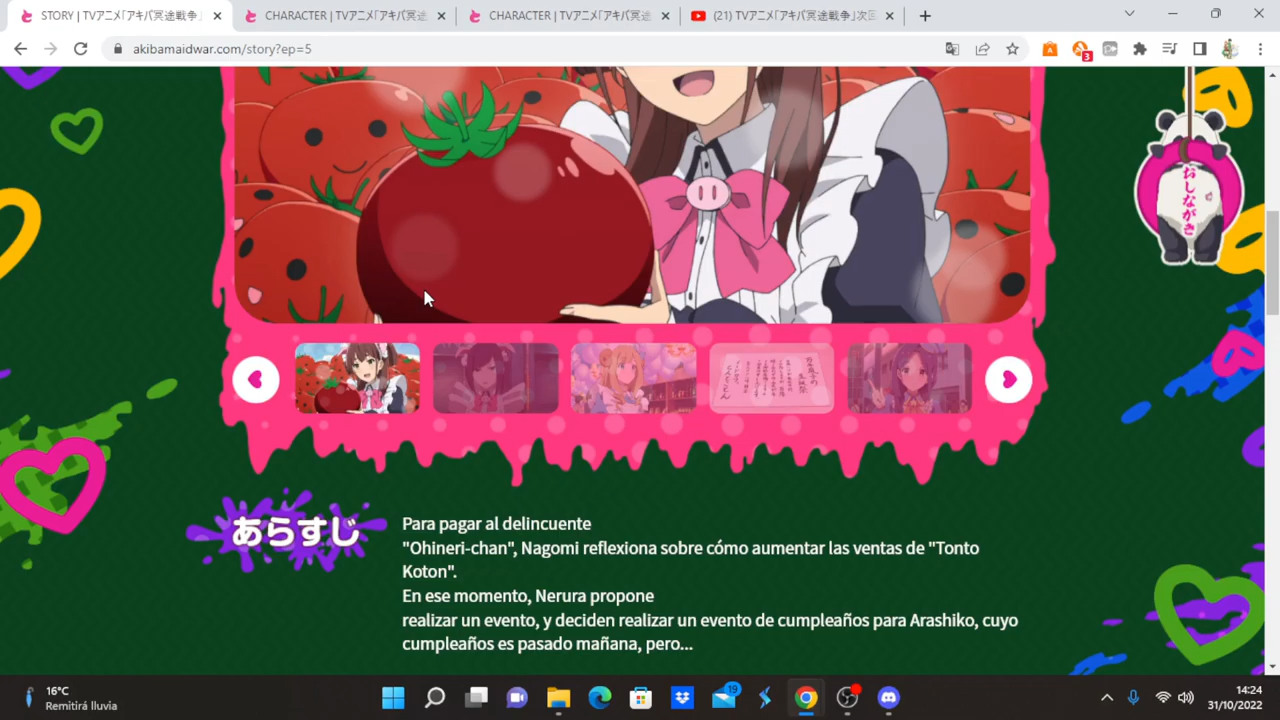 STORY | TVアニメ「アキバ冥途戦争」
CHARACTER | TVアニメ「アキバ冥途
CHARACTER | TVアニメ「アキバ冥途
(21) TVアニメ「アキバ冥途戦争」次回
akibamaidwar.com/story?ep=5
3
おしながき
あらすじ
Para pagar al delincuente
"Ohineri-chan", Nagomi reflexiona sobre cómo aumentar las ventas de "Tonto
Koton".
En ese momento, Nerura propone
realizar un evento, y deciden realizar un evento de cumpleaños para Arashiko, cuyo
cumpleaños es pasado mañana, pero...
16°C
Remitirá lluvia
19
14:24
31/10/2022